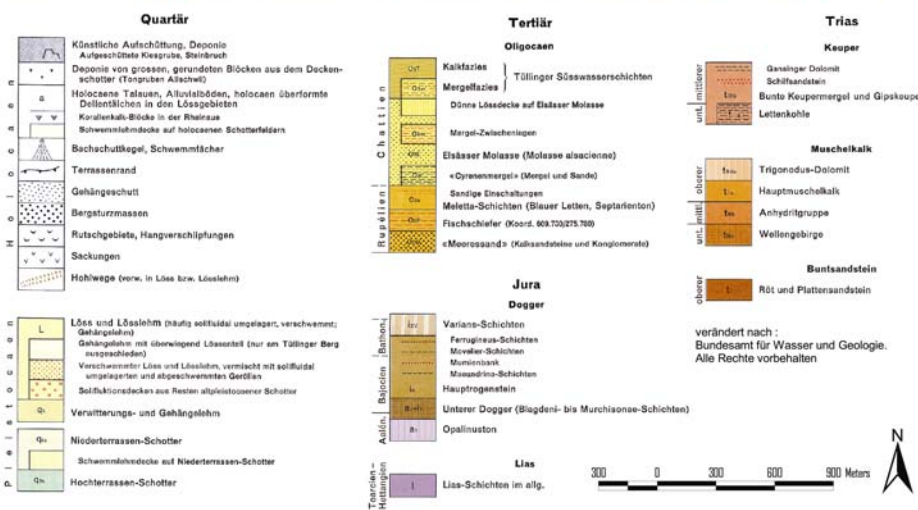 Quartär
Holocaen
Künstliche Aufschüttung, Deponie
Aufgeschüttete Kiesgrube, Steinbruch
Deponie von grossen, gerundeten Blöcken aus dem Decken-
schotter (Tongruben Allschwil)
a
Holocaene Talauen, Alluvialböden, holocaen überformte
Dellentälchen in den Lössgebieten
Korallenkalk-Blöcke in der Rheinaue
Schwemmlehmdecke auf holocaenen Schotterfeldern
Bachschuttkegel, Schwemmfächer
Terrassenrand
Gehängeschutt
Bergsturzmassen
Rutschgebiete, Hangverschlipfungen
Sackungen
Hohlwege (vorw. in Löss bzw. Lösslehm)
Pleistocaen
L
Löss und Lösslehm (häufig solifluidal umgelagert, verschwemmt;
Gehängelehm)
Gehängelehm mit überwiegend Lössanteil (nur am Tüllinger Berg
ausgeschieden)
Verschwemmter Löss und Lösslehm, vermischt mit solifluidal
umgelagerten und abgeschwemmten Geröllen
Solifluktionsdecken aus Resten altpleistocaener Schotter
Verwitterungs- und Gehängelehm
Niederterrassen-Schotter
Schwemmlehmdecke auf Niederterrassen-Schotter
Hochterrassen-Schotter
Tertiär
Oligocaen
Chattien
Kalkfazies
Mergelfazies
Tüllinger Süsswasserschichten
Dünne Lössdecke auf Elsässer Molasse
Mergel-Zwischenlagen
Elsässer Molasse (Molasse alsacienne)
«Cyrenenmergel» (Mergel und Sande)
Rupélien
Sandige Einschaltungen
Meletta-Schichten (Blauer Letten, Septarienton)
Fischschiefer (Koord. 609.730/275.780)
«Meeressand» (Kalksandsteine und Konglomerate)
Jura
Dogger
Bathon.
Varians-Schichten
Ferrugineus-Schichten
Movelier-Schichten
Bajocien
Mumienbank
Maeandrina-Schichten
Hauptrogenstein
Unterer Dogger (Blagdeni- bis Murchisonae-Schichten)
Aalén.
Opalinuston
Lias
Toarcien-
Hettangien
l
Lias-Schichten im allg.
Trias
Keuper
mittlerer
Gansinger Dolomit
Schilfsandstein
Bunte Keupermergel und Gipskeupe
unt.
Lettenkohle
Muschelkalk
oberer
Trigonodus-Dolomit
Hauptmuschelkalk
mittl.
Anhydritgruppe
unt.
Wellengebirge
Buntsandstein
oberer
Röt und Plattensandstein
verändert nach :
Bundesamt für Wasser und Geologie.
Alle Rechte vorbehalten
N
300 0 300 600 900 Meters